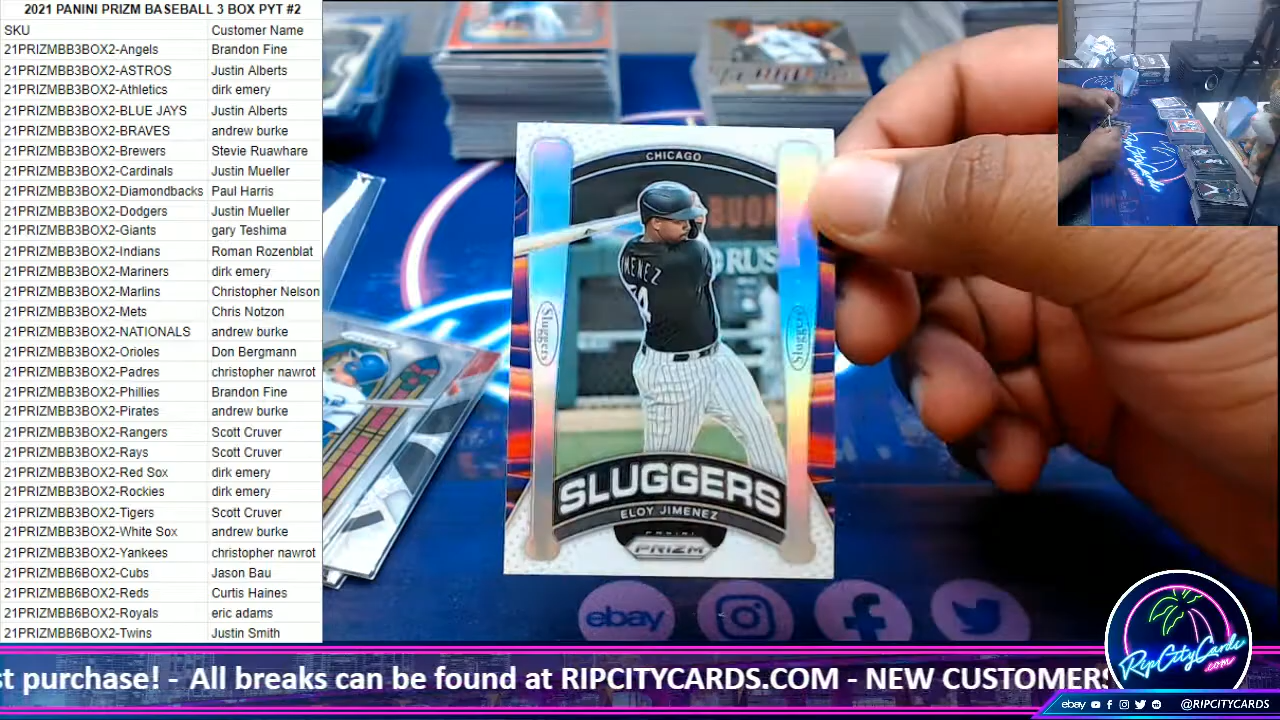 2021 PANINI PRIZM BASEBALL 3 BOX PYT #2
SKU Customer Name
21PRIZMBB3BOX2-Angels Brandon Fine
21PRIZMBB3BOX2-ASTROS Justin Alberts
21PRIZMBB3BOX2-Athletics dirk emery
21PRIZMBB3BOX2-BLUE JAYS Justin Alberts
21PRIZMBB3BOX2-BRAVES andrew burke
21PRIZMBB3BOX2-Brewers Stevie Ruawhare
21PRIZMBB3BOX2-Cardinals Justin Mueller
21PRIZMBB3BOX2-Diamondbacks Paul Harris
21PRIZMBB3BOX2-Dodgers Justin Mueller
21PRIZMBB3BOX2-Giants gary Teshima
21PRIZMBB3BOX2-Indians Roman Rozenblat
21PRIZMBB3BOX2-Mariners dirk emery
21PRIZMBB3BOX2-Marlins Christopher Nelson
21PRIZMBB3BOX2-Mets Chris Notzon
21PRIZMBB3BOX2-NATIONALS andrew burke
21PRIZMBB3BOX2-Orioles Don Bergmann
21PRIZMBB3BOX2-Padres christopher nawrot
21PRIZMBB3BOX2-Phillies Brandon Fine
21PRIZMBB3BOX2-Pirates andrew burke
21PRIZMBB3BOX2-Rangers Scott Cruver
21PRIZMBB3BOX2-Rays Scott Cruver
21PRIZMBB3BOX2-Red Sox dirk emery
21PRIZMBB3BOX2-Rockies dirk emery
21PRIZMBB3BOX2-Tigers Scott Cruver
21PRIZMBB3BOX2-White Sox andrew burke
21PRIZMBB3BOX2-Yankees christopher nawrot
21PRIZMBB6BOX2-Cubs Jason Bau
21PRIZMBB6BOX2-Reds Curtis Haines
21PRIZMBB6BOX2-Royals eric adams
21PRIZMBB6BOX2-Twins Justin Smith
CHICAGO
RUS
Sluggers
Sluggers
SLUGGERS
ELOY JIMENEZ
PANINI
PRIZM
ebay
RipCityCards
.com
st purchase! - All breaks can be found at RIPCITYCARDS.COM - NEW CUSTOMERS
ebay @RIPCITYCARDS